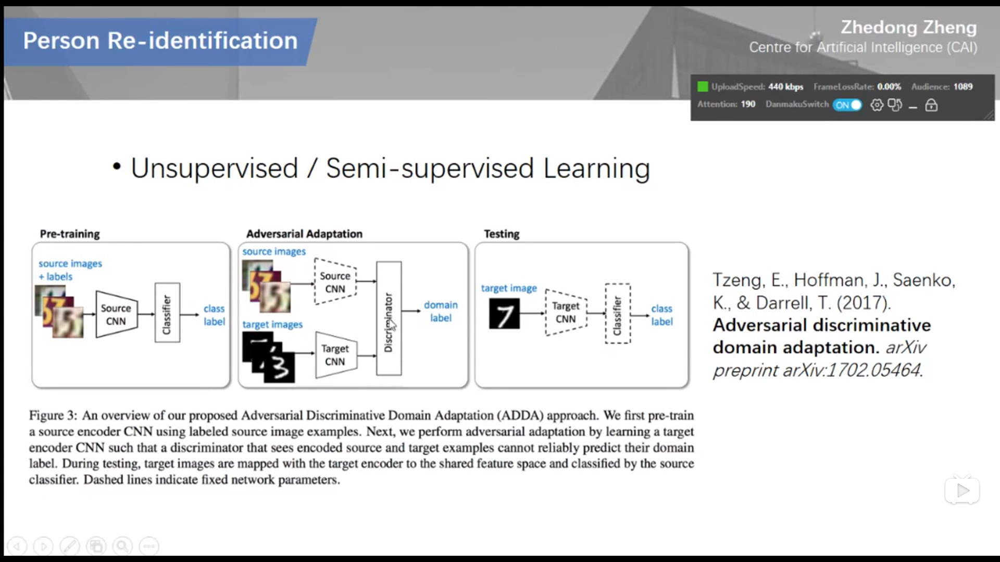 Person Re-identification
Zhedong Zheng
Centre for Artificial Intelligence (CAI)
UploadSpeed: 440 kbps FrameLossRate: 0.00% Audience: 1089
Attention: 190 DanmakuSwitch ON
• Unsupervised / Semi-supervised Learning
Pre-training
source images
+ labels
Source
CNN
Classifier
class
label
Adversarial Adaptation
source images
Source
CNN
target images
Target
CNN
Discriminator
domain
label
Testing
target image
7
Target
CNN
Classifier
class
label
3
Tzeng, E., Hoffman, J., Saenko,
K., & Darrell, T. (2017).
Adversarial discriminative
domain adaptation. arXiv
preprint arXiv:1702.05464.
Figure 3: An overview of our proposed Adversarial Discriminative Domain Adaptation (ADDA) approach. We first pre-train
a source encoder CNN using labeled source image examples. Next, we perform adversarial adaptation by learning a target
encoder CNN such that a discriminator that sees encoded source and target examples cannot reliably predict their domain
label. During testing, target images are mapped with the target encoder to the shared feature space and classified by the source
classifier. Dashed lines indicate fixed network parameters.